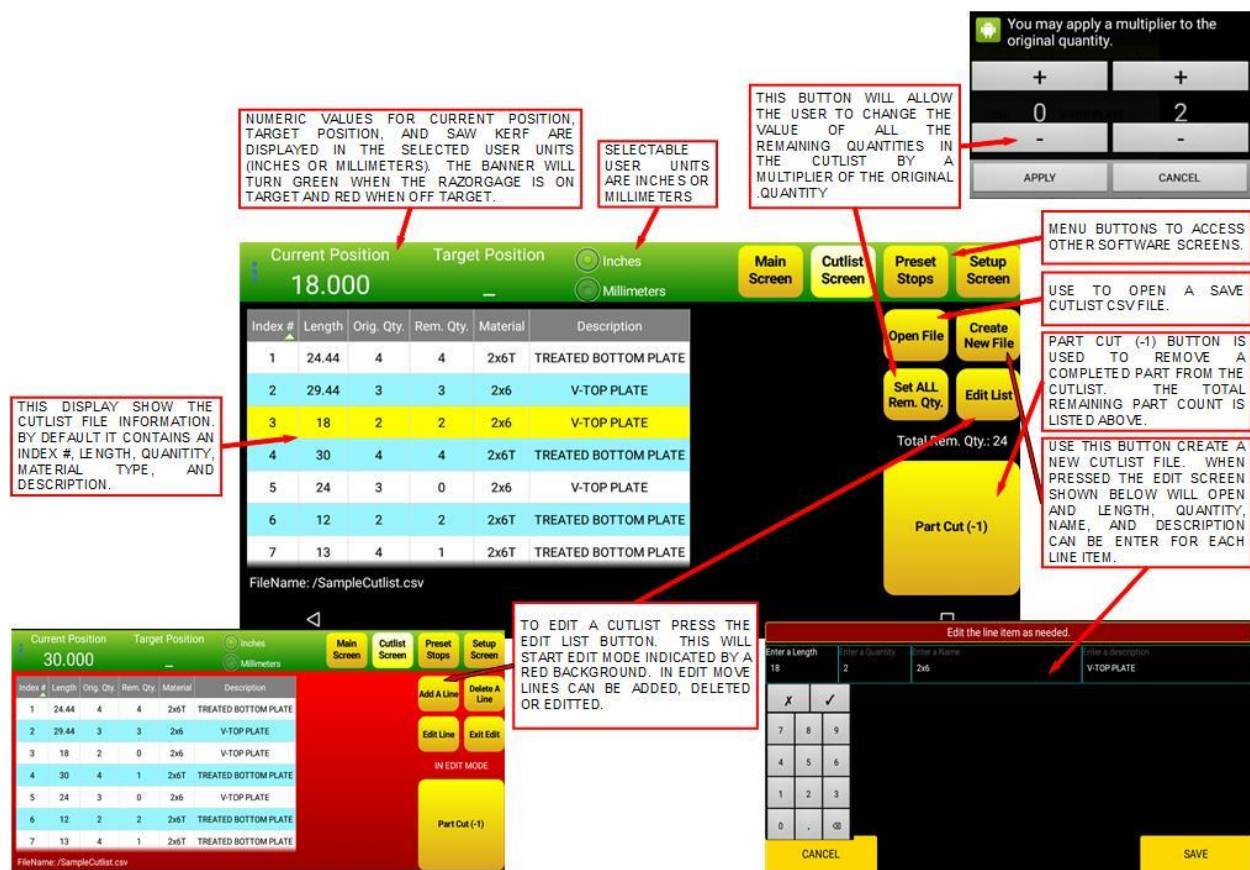 You may apply a multiplier to the
original quantity.
+ +
0 2
- -
APPLY CANCEL
NUMERIC VALUES FOR CURRENT POSITION,
TARGET POSITION, AND SAW KERF ARE
DISPLAYED IN THE SELECTED USER UNITS
(INCHES OR MILLIMETERS). THE BANNER WILL
TURN GREEN WHEN THE RAZORGAGE IS ON
TARGET AND RED WHEN OFF TARGET.
SELECTABLE
USER UNITS
ARE INCHES OR
MILLIMETERS
THIS BUTTON WILL ALLOW
THE USER TO CHANGE THE
VALUE OF ALL THE
REMAINING QUANTITIES IN
THE CUTLIST BY A
MULTIPLIER OF THE ORIGINAL
.QUANTITY
MENU BUTTONS TO ACCESS
OTHER SOFTWARE SCREENS.
USE TO OPEN A SAVE
CUTLIST CSV FILE.
PART CUT (-1) BUTTON IS
USED TO REMOVE A
COMPLETED PART FROM THE
CUTLIST. THE TOTAL
REMAINING PART COUNT IS
LISTED ABOVE.
USE THIS BUTTON CREATE A
NEW CUTLIST FILE. WHEN
PRESSED THE EDIT SCREEN
SHOWN BELOW WILL OPEN
AND LENGTH, QUANTITY,
NAME, AND DESCRIPTION
CAN BE ENTER FOR EACH
LINE ITEM.
THIS DISPLAY SHOW THE
CUTLIST FILE INFORMATION.
BY DEFAULT IT CONTAINS AN
INDEX #, LENGTH, QUANITITY,
MATERIAL TYPE, AND
DESCRIPTION.
Current Position Target Position Inches
18.000 _ Millimeters
Main
Screen
Cutlist
Screen
Preset
Stops
Setup
Screen
Index # Length Orig. Qty. Rem. Qty. Material Description
1 24.44 4 4 2x6T TREATED BOTTOM PLATE
2 29.44 3 3 2x6 V-TOP PLATE
3 18 2 2 2x6 V-TOP PLATE
4 30 4 4 2x6T TREATED BOTTOM PLATE
5 24 3 0 2x6 V-TOP PLATE
6 12 2 2 2x6T TREATED BOTTOM PLATE
7 13 4 1 2x6T TREATED BOTTOM PLATE
FileName: /SampleCutlist.csv
Open File
Create
New File
Set ALL
Rem. Qty.
Edit List
Total Rem. Qty.: 24
Part Cut (-1)
TO EDIT A CUTLIST PRESS THE
EDIT LIST BUTTON. THIS WILL
START EDIT MODE INDICATED BY A
RED BACKGROUND. IN EDIT MOVE
LINES CAN BE ADDED, DELETED
OR EDITTED.
Current Position Target Position Inches
30.000 _ Millimeters
Main
Screen
Cutlist
Screen
Preset
Stops
Setup
Screen
Index # Length Orig. Qty. Rem. Qty. Material Description
1 24.44 4 4 2x6T TREATED BOTTOM PLATE
2 29.44 3 3 2x6 V-TOP PLATE
3 18 2 0 2x6 V-TOP PLATE
4 30 4 1 2x6T TREATED BOTTOM PLATE
5 24 3 0 2x6 V-TOP PLATE
6 12 2 2 2x6T TREATED BOTTOM PLATE
7 13 4 1 2x6T TREATED BOTTOM PLATE
FileName: /SampleCutlist.csv
Add A Line
Delete A
Line
Edit Line
Exit Edit
IN EDIT MODE
Part Cut (-1)
Edit the line item as needed.
Enter a Length Enter a Quantity Enter a Name Enter a description
18 2 2x6 V-TOP PLATE
✗ ✓
7 8 9
4 5 6
1 2 3
0 .
CANCEL SAVE